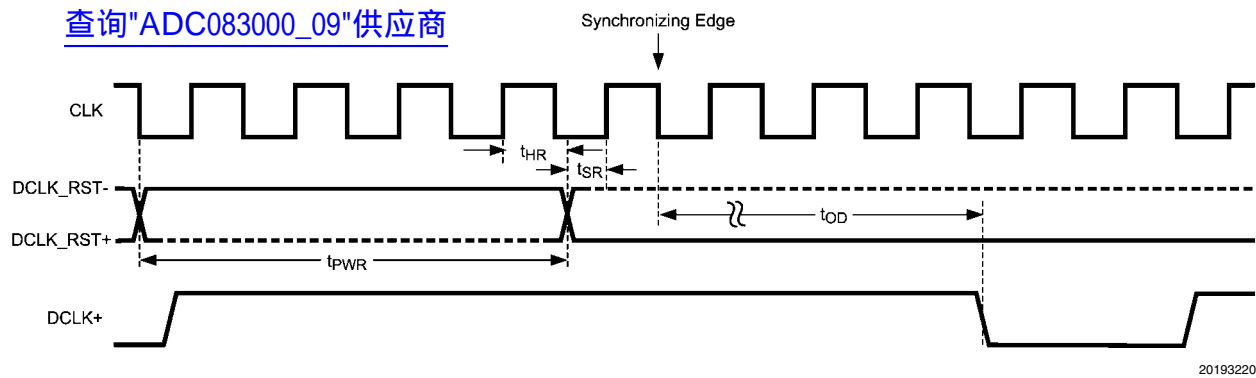 查询"ADC083000_09"供应商
Synchronizing Edge
CLK
tHR
tSR
DCLK_RST-
tOD
DCLK_RST+
tPWR
DCLK+
20193220